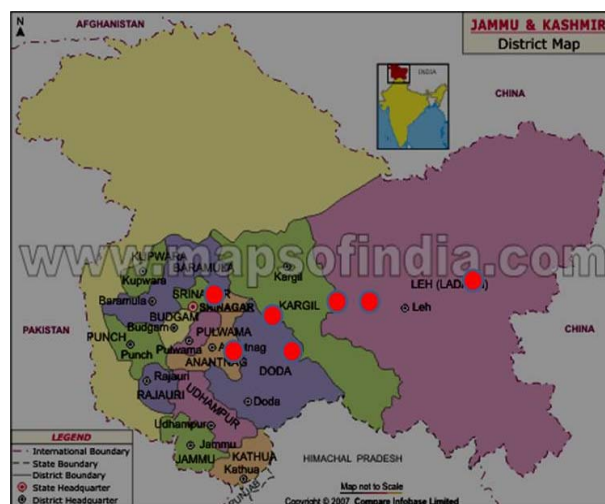 N
AFGHANISTAN
JAMMU & KASHMIR
District Map
INDIA
CHINA
www.mapsofindia.com
KUPWARA
Kupwara
BARAMULA
Kargil
LEH
Baramula
SRINAGAR
KARGIL
Leh
BUDGAM
Budgam
PULWAMA
PAKISTAN
PUNCH
Punch
Pulwama
CHINA
ANANTNAG
DODA
Rajauri
RAJAURI
UDHAMPUR
Doda
Udhampur
LEGEND
International Boundary
State Boundary
District Boundary
State Headquarter
District Headquarter
Jammu
JAMMU
KATHUA
Kathua
HIMACHAL PRADESH
PUNJAB
Map not to Scale
Copyright © 2007 Compare Infobase Limited